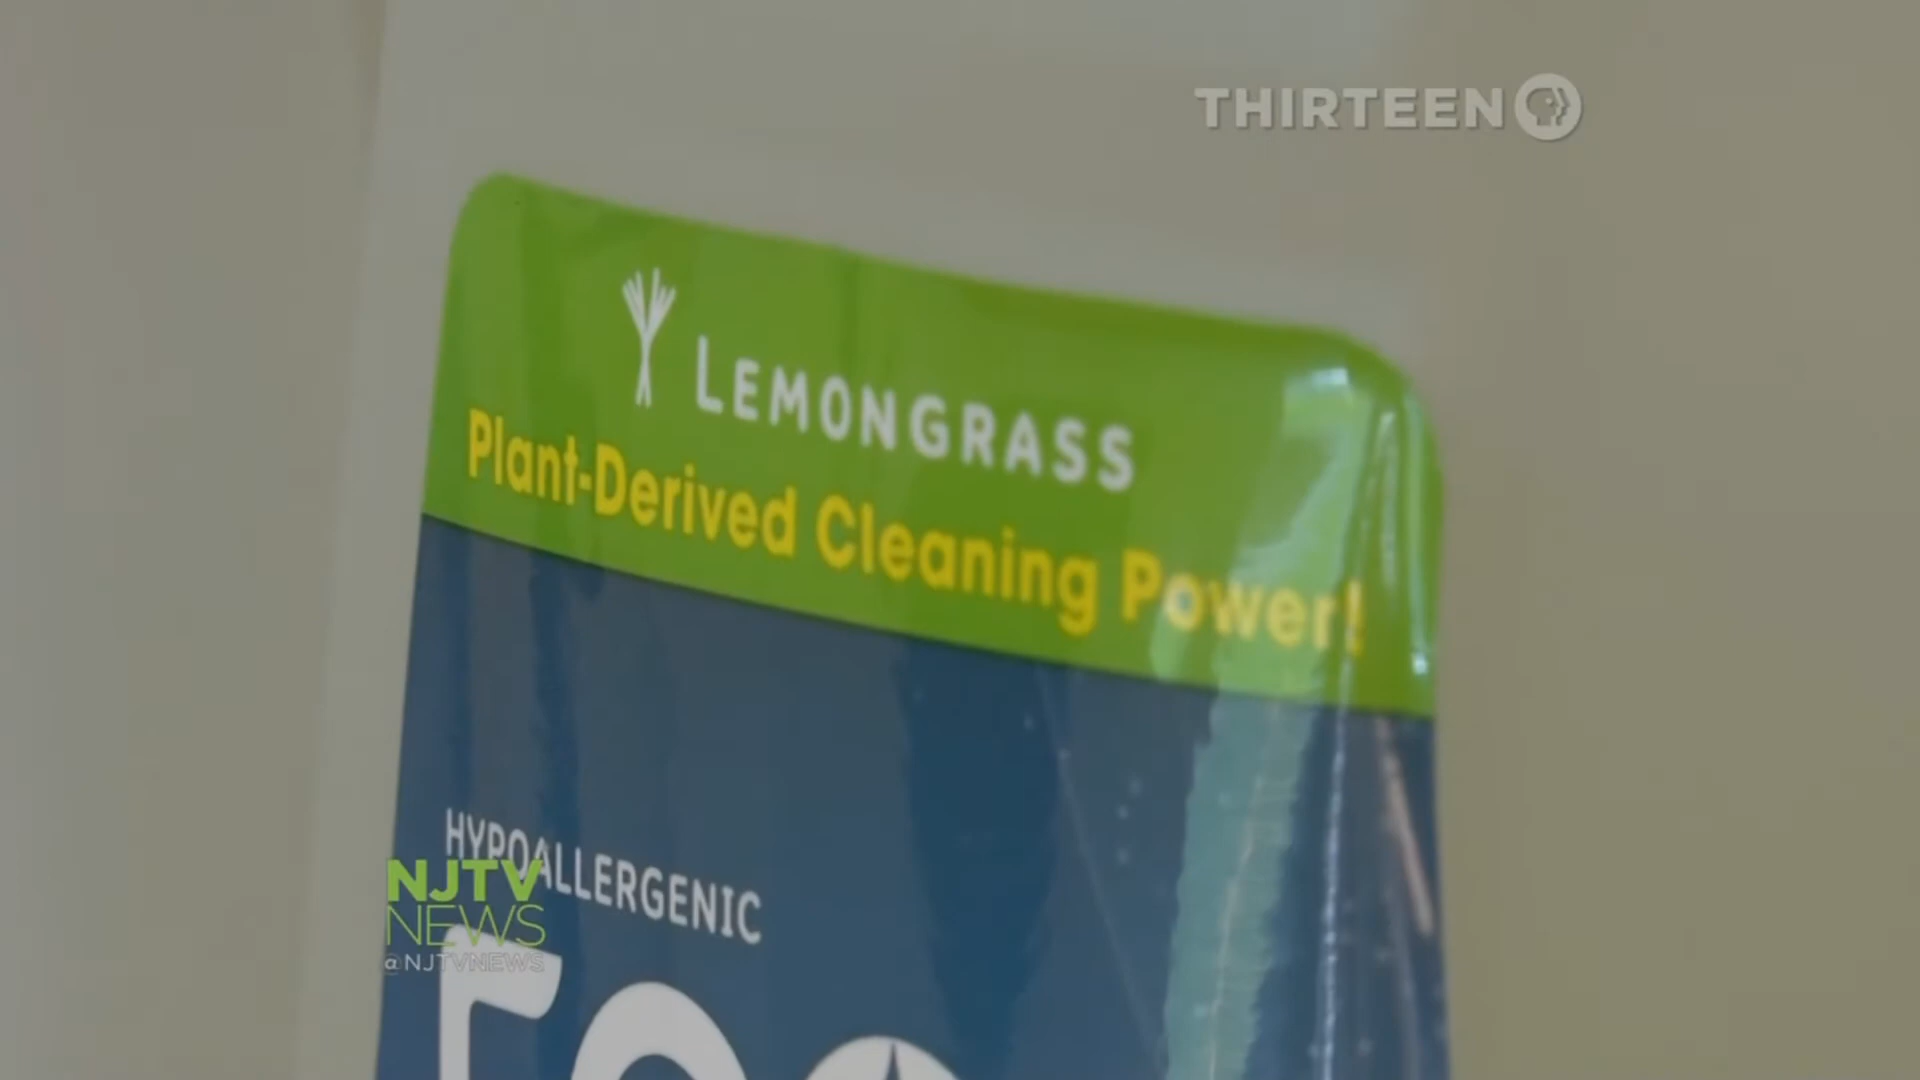 THIRTEEN
LEMONGRASS
Plant-Derived Cleaning Power!
HYPOALLERGENIC
NJTV
NEWS
@NJTVNEWS